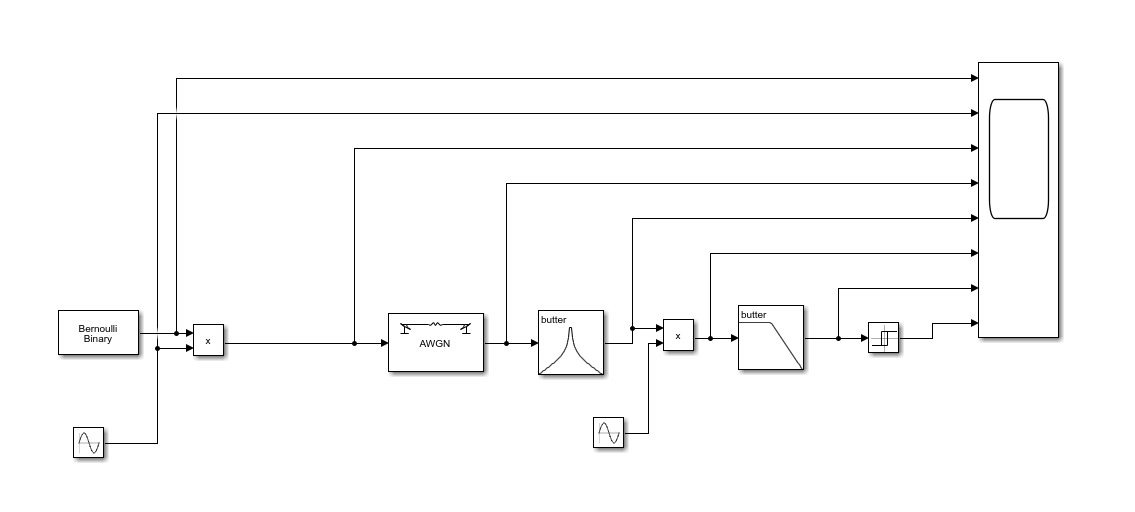 Bernoulli
Binary
x
AWGN
butter
x
butter